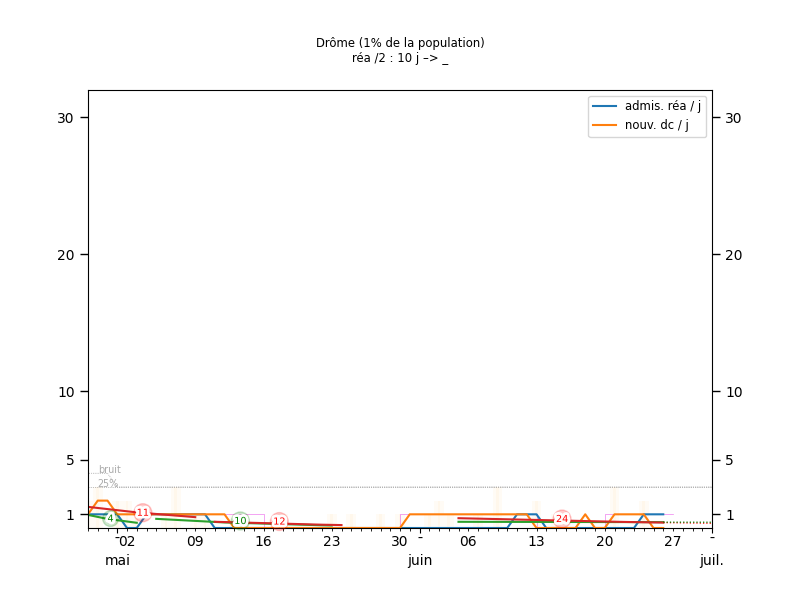 Drôme (1% de la population)
réa /2 : 10 j –> _
admis. réa / j
nouv. dc / j
30 30
20 20
10 10
5 5
bruit
25%
1 1
4 11 10 12 24
02 09 16 23 30 - 06 13 20 27 -
mai juin juil.